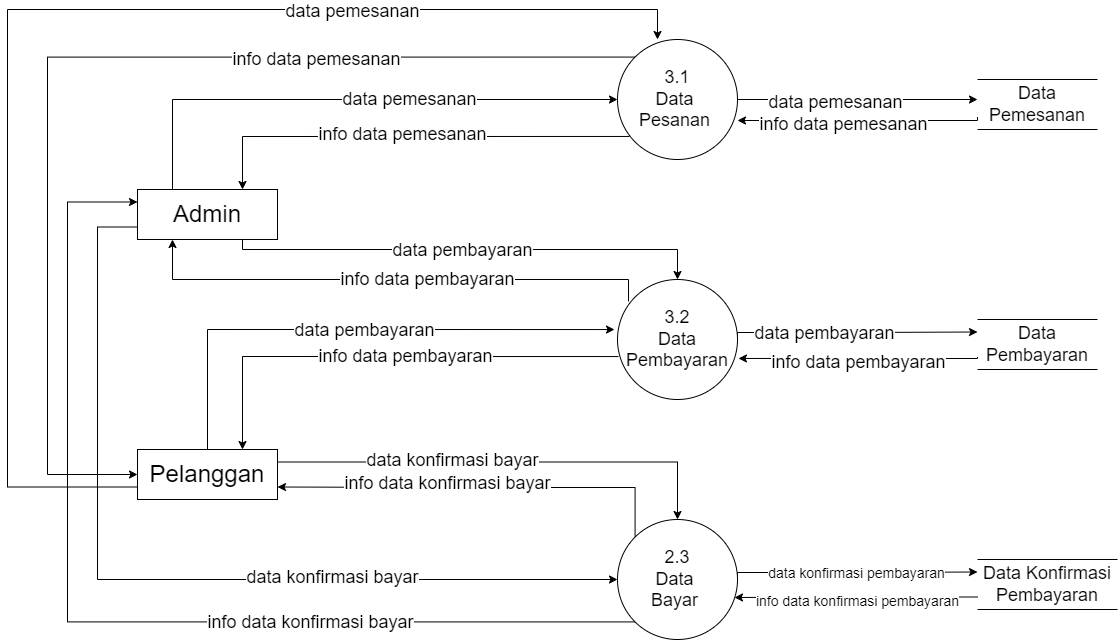 data pemesanan
info data pemesanan
3.1
Data
Pesanan
data pemesanan
data pemesanan
Data
Pemesanan
info data pemesanan
info data pemesanan
Admin
data pembayaran
info data pembayaran
3.2
Data
Pembayaran
data pembayaran
data pembayaran
Data
Pembayaran
info data pembayaran
info data pembayaran
Pelanggan
data konfirmasi bayar
info data konfirmasi bayar
2.3
Data
Bayar
data konfirmasi bayar
data konfirmasi pembayaran
Data Konfirmasi
Pembayaran
info data konfirmasi pembayaran
info data konfirmasi bayar